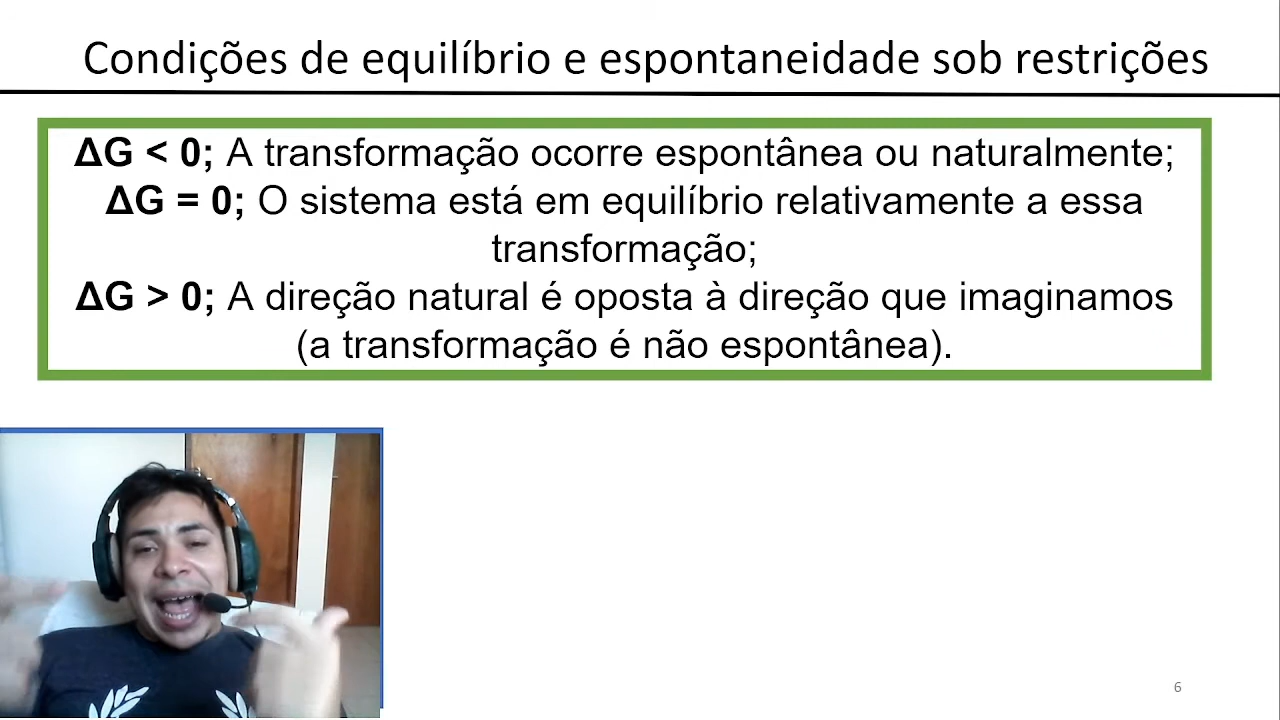 Condições de equilíbrio e espontaneidade sob restrições
ΔG < 0; A transformação ocorre espontânea ou naturalmente;
ΔG = 0; O sistema está em equilíbrio relativamente a essa
transformação;
ΔG > 0; A direção natural é oposta à direção que imaginamos
(a transformação é não espontânea).
6